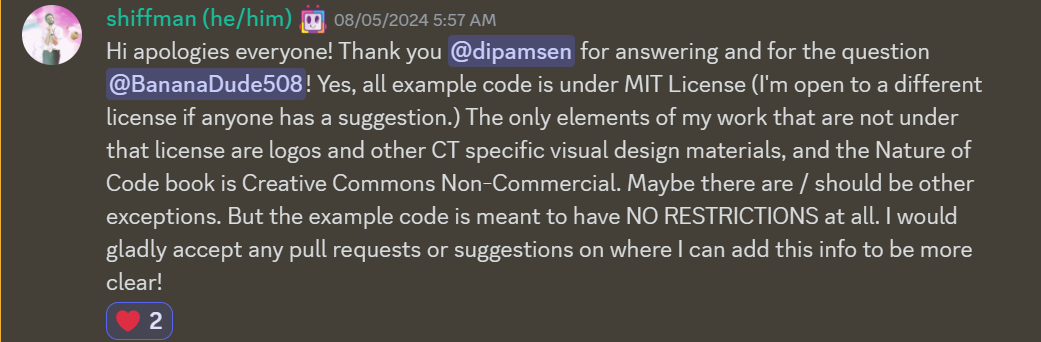 shiffman (he/him) 08/05/2024 5:57 AM
Hi apologies everyone! Thank you @dipamsen for answering and for the question
@BananaDude508! Yes, all example code is under MIT License (I'm open to a different
license if anyone has a suggestion.) The only elements of my work that are not under
that license are logos and other CT specific visual design materials, and the Nature of
Code book is Creative Commons Non-Commercial. Maybe there are / should be other
exceptions. But the example code is meant to have NO RESTRICTIONS at all. I would
gladly accept any pull requests or suggestions on where I can add this info to be more
clear!
2